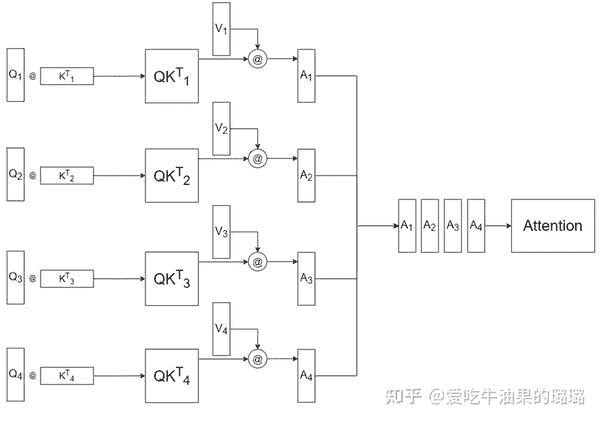 V₁
Q₁ @ Kᵀ₁ QKᵀ₁ @ A₁
V₂
Q₂ @ Kᵀ₂ QKᵀ₂ @ A₂
A₁ A₂ A₃ A₄ Attention
V₃
Q₃ @ Kᵀ₃ QKᵀ₃ @ A₃
V₄
Q₄ @ Kᵀ₄ QKᵀ₄ @ A₄
知乎 @爱吃牛油果的璐璐